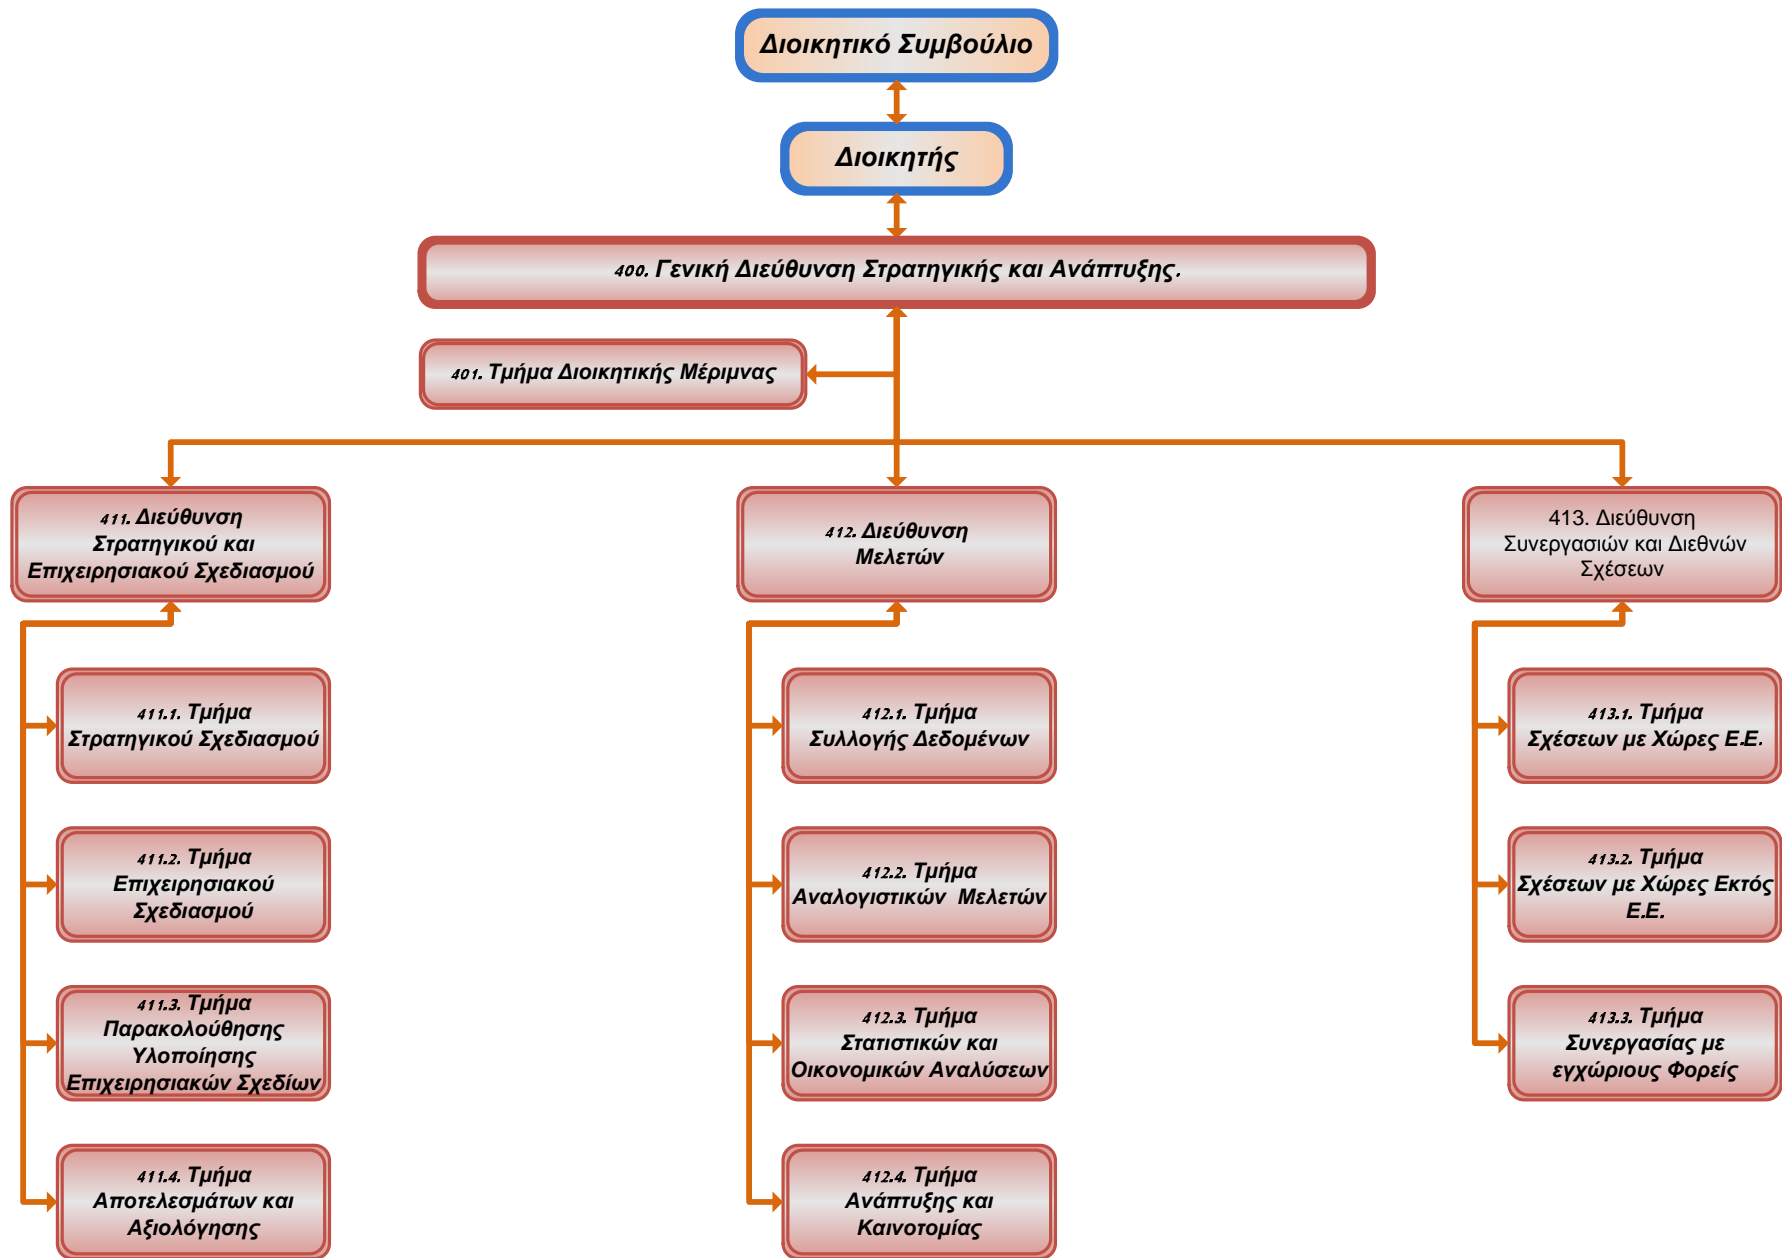 Διοικητικό Συμβούλιο
Διοικητής
400. Γενική Διεύθυνση Στρατηγικής και Ανάπτυξης.
401. Τμήμα Διοικητικής Μέριμνας
411. Διεύθυνση
Στρατηγικού και
Επιχειρησιακού Σχεδιασμού
412. Διεύθυνση
Μελετών
413. Διεύθυνση
Συνεργασιών και Διεθνών
Σχέσεων
411.1. Τμήμα
Στρατηγικού Σχεδιασμού
411.2. Τμήμα
Επιχειρησιακού
Σχεδιασμού
411.3. Τμήμα
Παρακολούθησης
Υλοποίησης
Επιχειρησιακών Σχεδίων
411.4. Τμήμα
Αποτελεσμάτων και
Αξιολόγησης
412.1. Τμήμα
Συλλογής Δεδομένων
412.2. Τμήμα
Αναλογιστικών  Μελετών
412.3. Τμήμα
Στατιστικών και
Οικονομικών Αναλύσεων
412.4. Τμήμα
Ανάπτυξης και
Καινοτομίας
413.1. Τμήμα
Σχέσεων με Χώρες Ε.Ε.
413.2. Τμήμα
Σχέσεων με Χώρες Εκτός
Ε.Ε.
413.3. Τμήμα
Συνεργασίας με
εγχώριους Φορείς